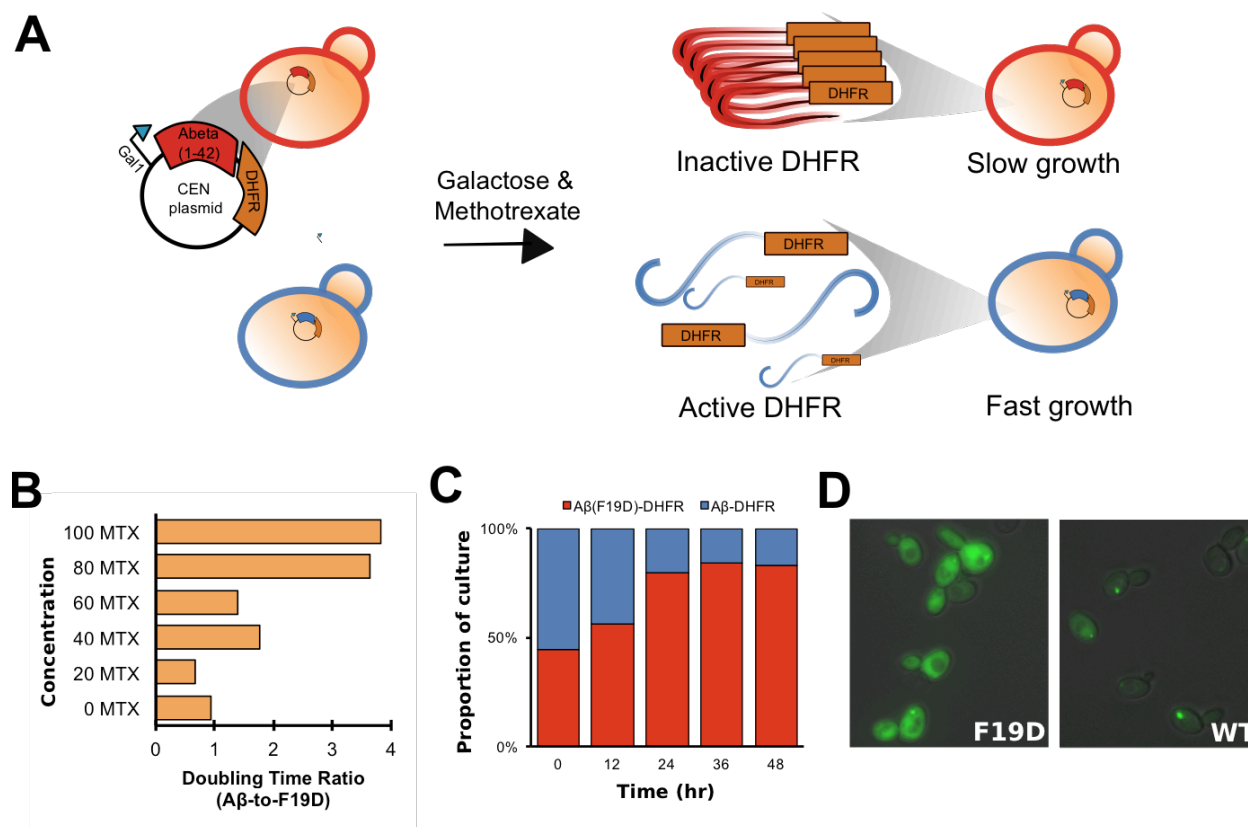 A
Gal1
Abeta
(1-42)
DHFR
CEN
plasmid
Galactose &
Methotrexate
DHFR
Inactive DHFR
Slow growth
DHFR
DHFR
DHFR
DHFR
Active DHFR
Fast growth
B
Concentration
100 MTX
80 MTX
60 MTX
40 MTX
20 MTX
0 MTX
0 1 2 3 4
Doubling Time Ratio
(Aβ-to-F19D)
C
Aβ(F19D)-DHFR Aβ-DHFR
Proportion of culture
100%
50%
0%
0 12 24 36 48
Time (hr)
D
F19D
WT